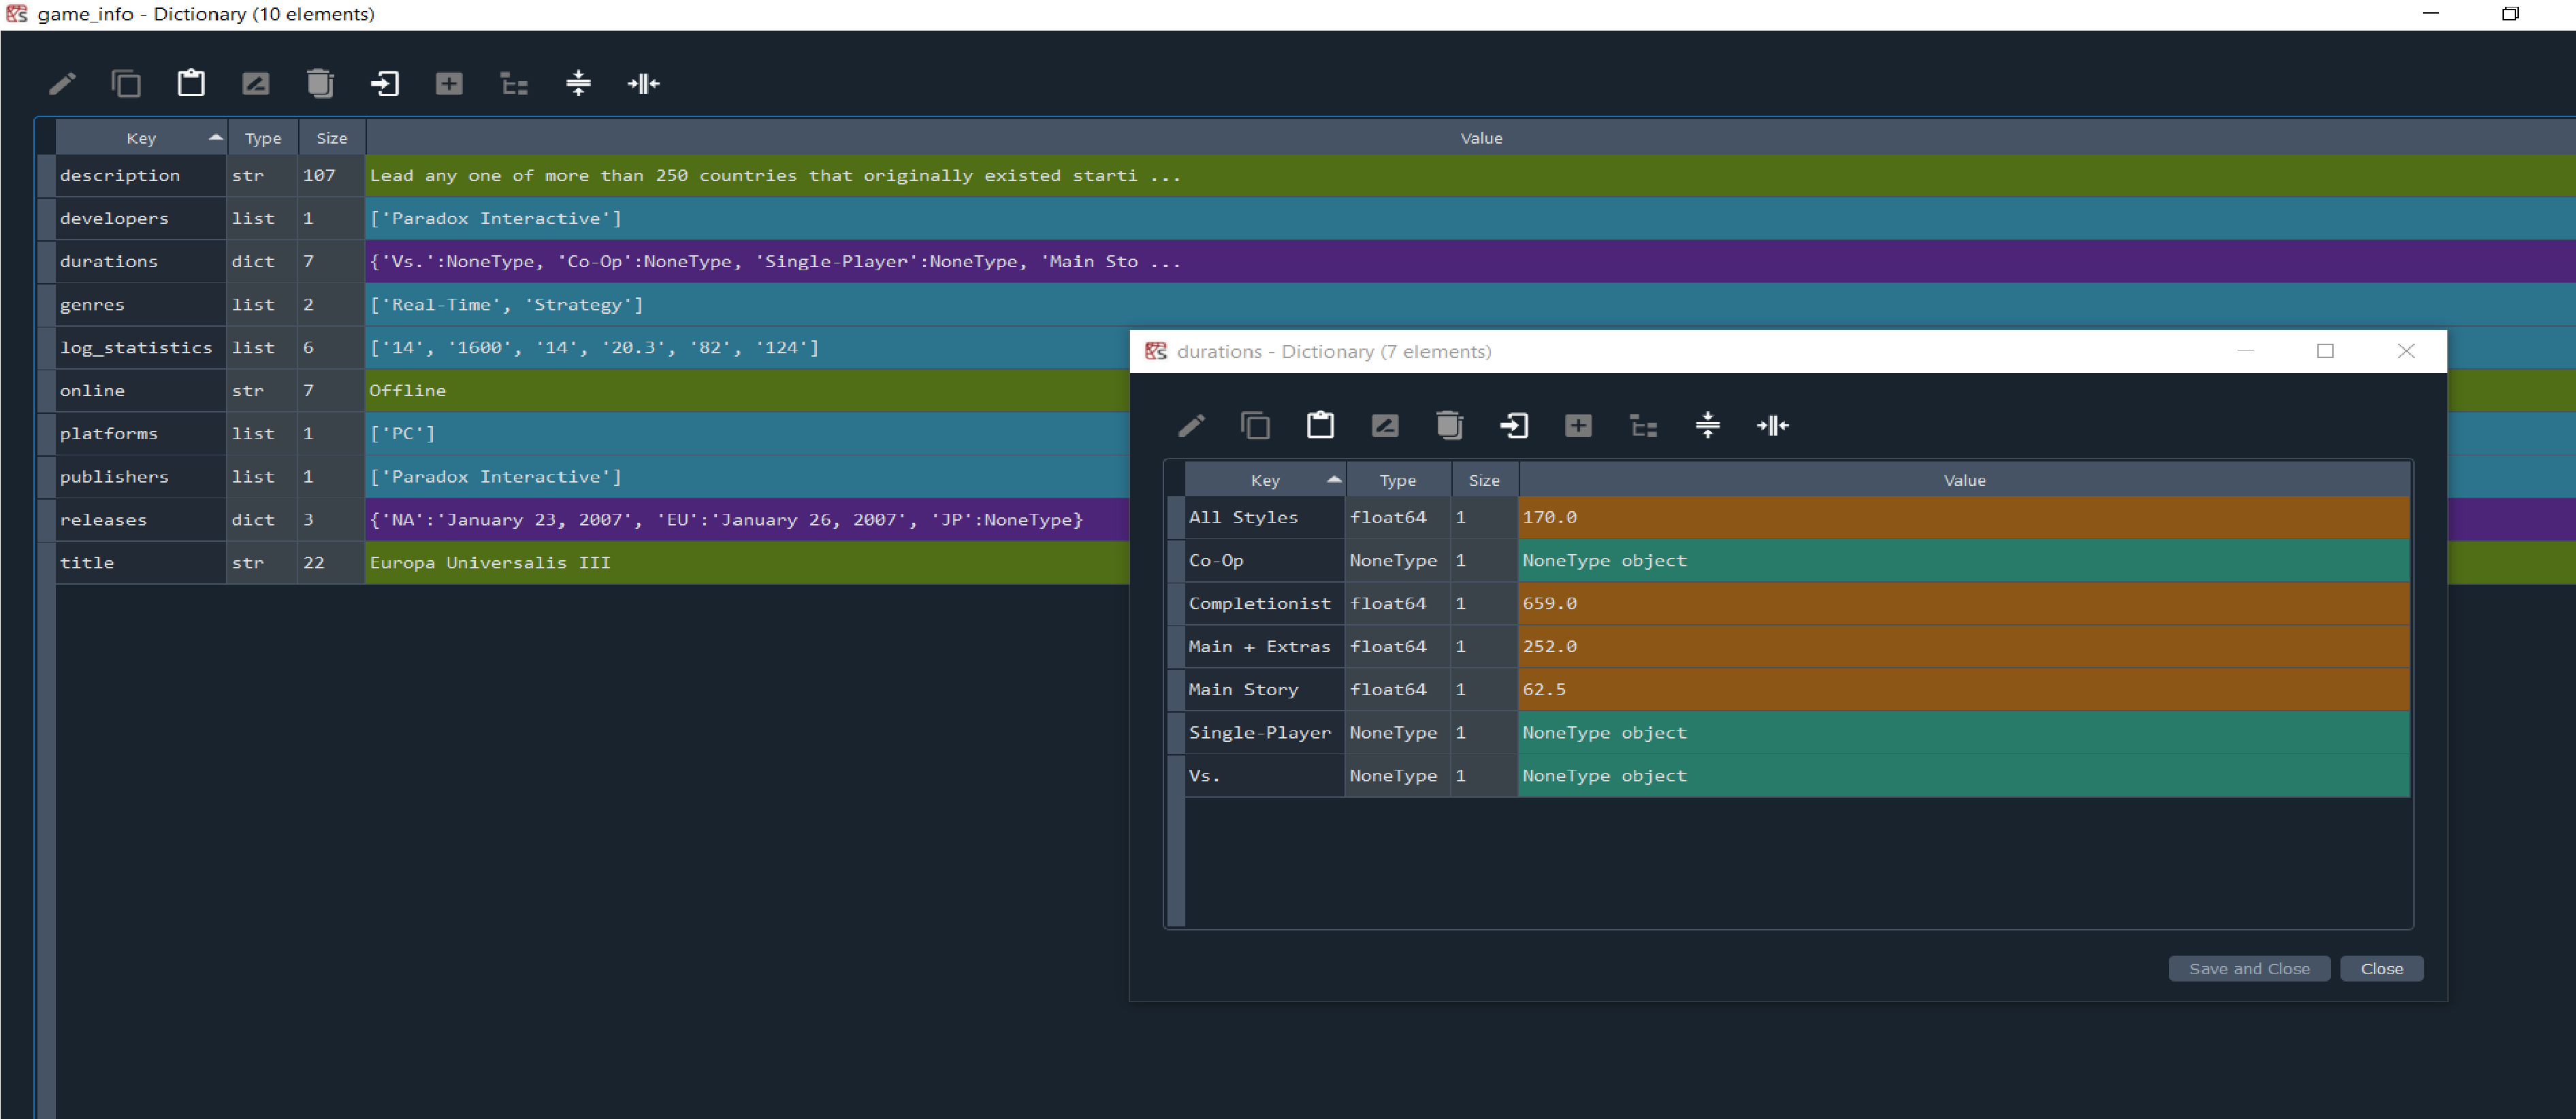 game_info - Dictionary (10 elements)
Key Type Size Value
description str 107 Lead any one of more than 250 countries that originally existed starti ...
developers list 1 ['Paradox Interactive']
durations dict 7 {'Vs.':NoneType, 'Co-Op':NoneType, 'Single-Player':NoneType, 'Main Sto ...
genres list 2 ['Real-Time', 'Strategy']
log_statistics list 6 ['14', '1600', '14', '20.3', '82', '124']
online str 7 Offline
platforms list 1 ['PC']
publishers list 1 ['Paradox Interactive']
releases dict 3 {'NA':'January 23, 2007', 'EU':'January 26, 2007', 'JP':NoneType}
title str 22 Europa Universalis III
durations - Dictionary (7 elements)
Key Type Size Value
All Styles float64 1 170.0
Co-Op NoneType 1 NoneType object
Completionist float64 1 659.0
Main + Extras float64 1 252.0
Main Story float64 1 62.5
Single-Player NoneType 1 NoneType object
Vs. NoneType 1 NoneType object
Save and Close Close